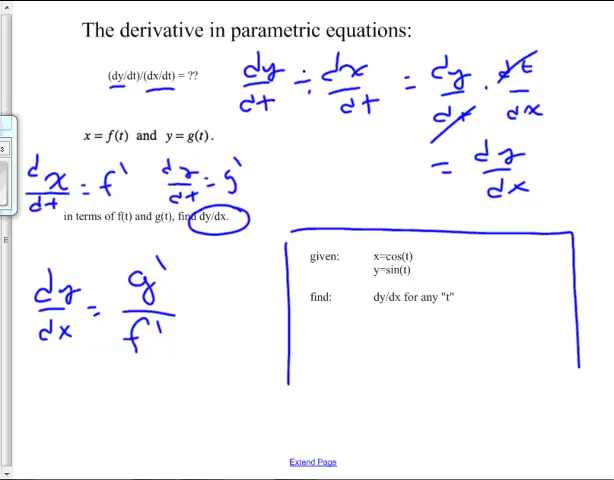 The derivative in parametric equations:
(dy/dt)/(dx/dt) = ??
dy/dt ÷ dx/dt = dy/dt · dt/dx
= dy/dx
x = f(t) and y = g(t).
dx/dt = f' dy/dt = g'
in terms of f(t) and g(t), find dy/dx.
dy/dx = g'/f'
given: x=cos(t)
y=sin(t)
find: dy/dx for any "t"
Extend Page